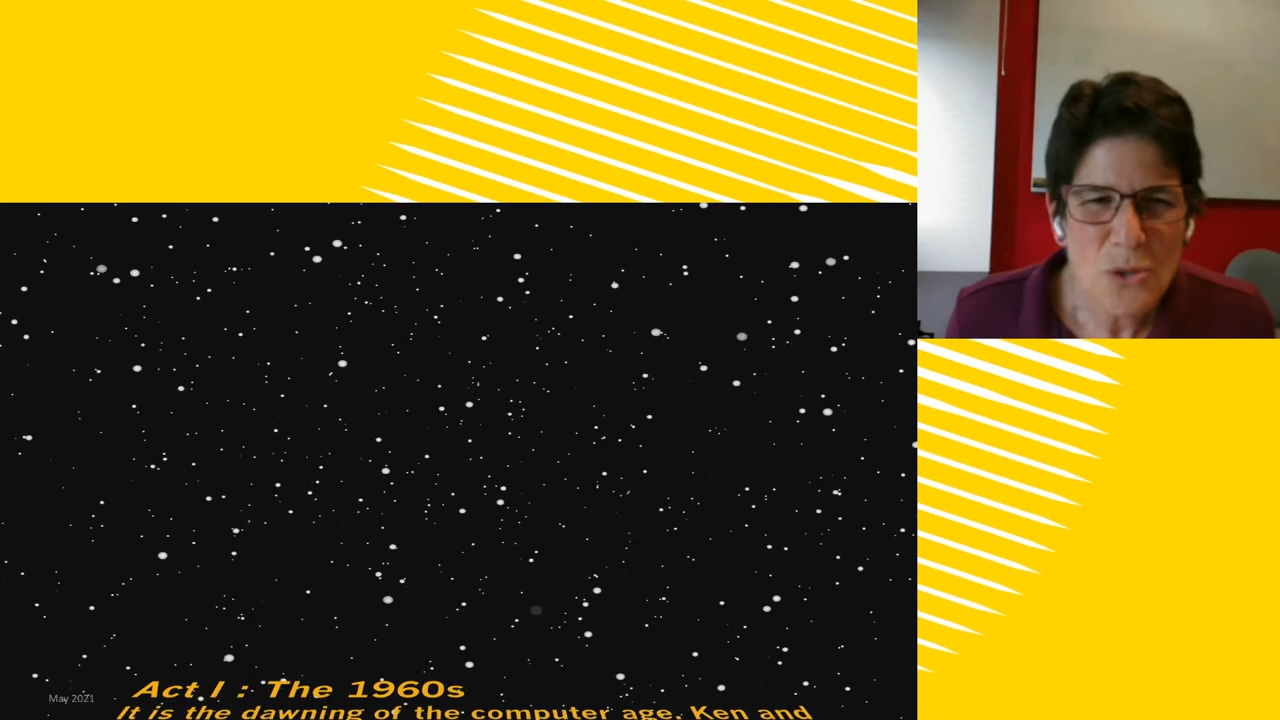 Act I : The 1960s
May 2021
It is the dawning of the computer age. Ken and